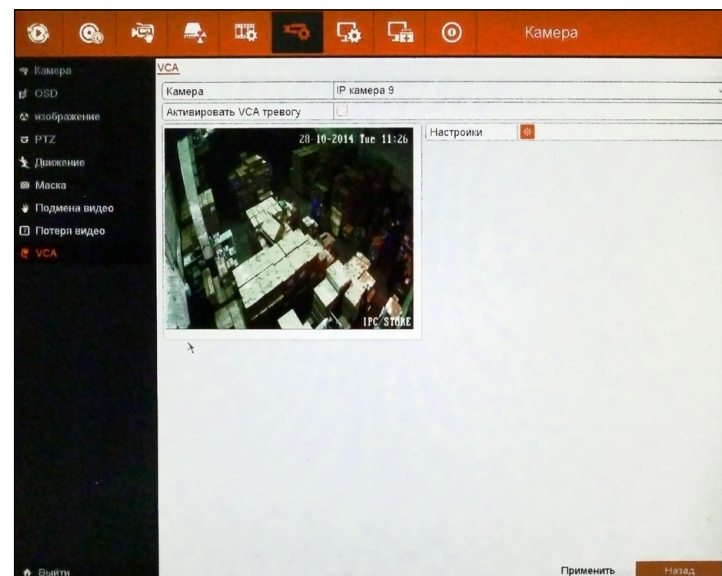 Камера
Камера
OSD
изображение
PTZ
Движение
Маска
Подмена видео
Потеря видео
VCA
Выйти
VCA
Камера IP камера 9
Активировать VCA тревогу
28-10-2014 Tue 11:26
IPC STORE
Настройки
Применить Назад